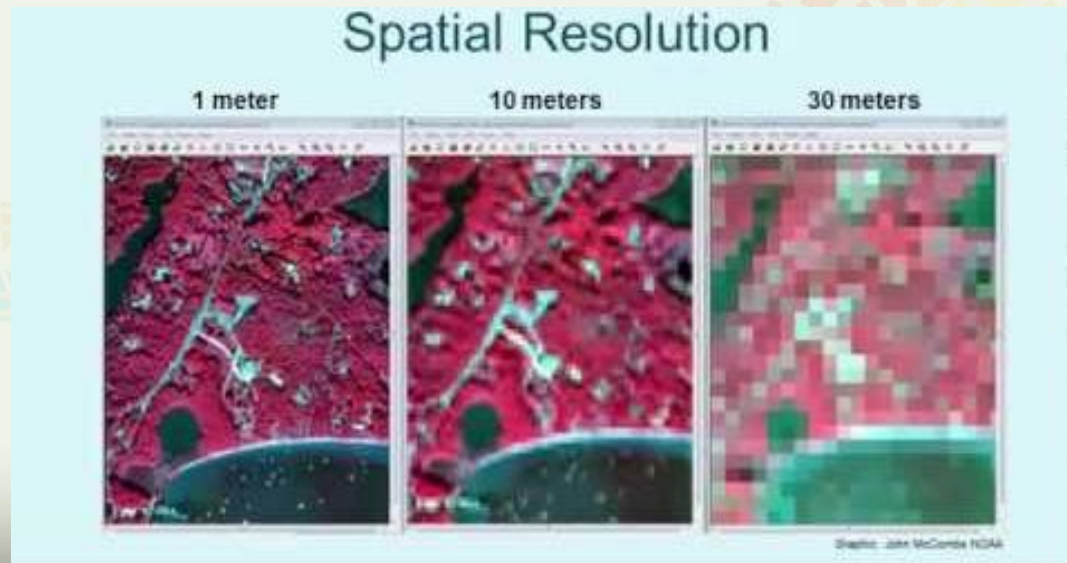 Spatial Resolution
1 meter
10 meters
30 meters
Graphic: John McCombs NOAA